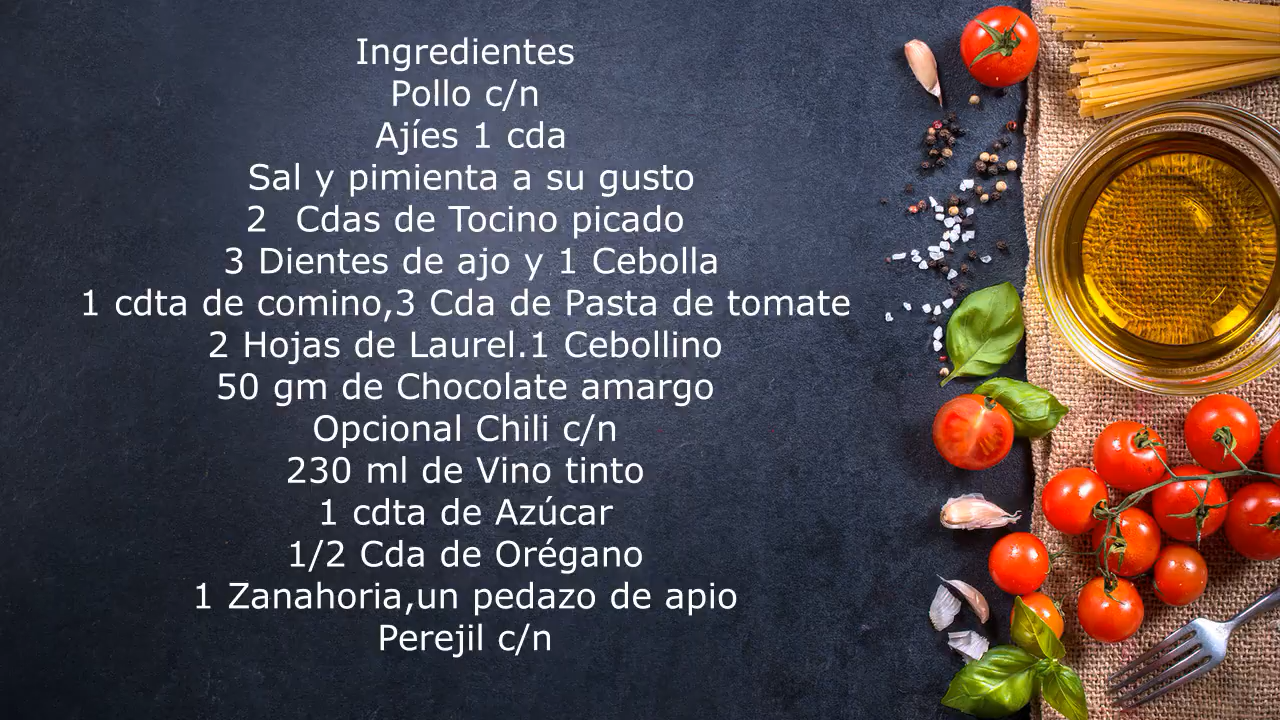 Ingredientes
Pollo c/n
Ajíes 1 cda
Sal y pimienta a su gusto
2  Cdas de Tocino picado
3 Dientes de ajo y 1 Cebolla
1 cdta de comino,3 Cda de Pasta de tomate
2 Hojas de Laurel.1 Cebollino
50 gm de Chocolate amargo
Opcional Chili c/n
230 ml de Vino tinto
1 cdta de Azúcar
1/2 Cda de Orégano
1 Zanahoria,un pedazo de apio
Perejil c/n